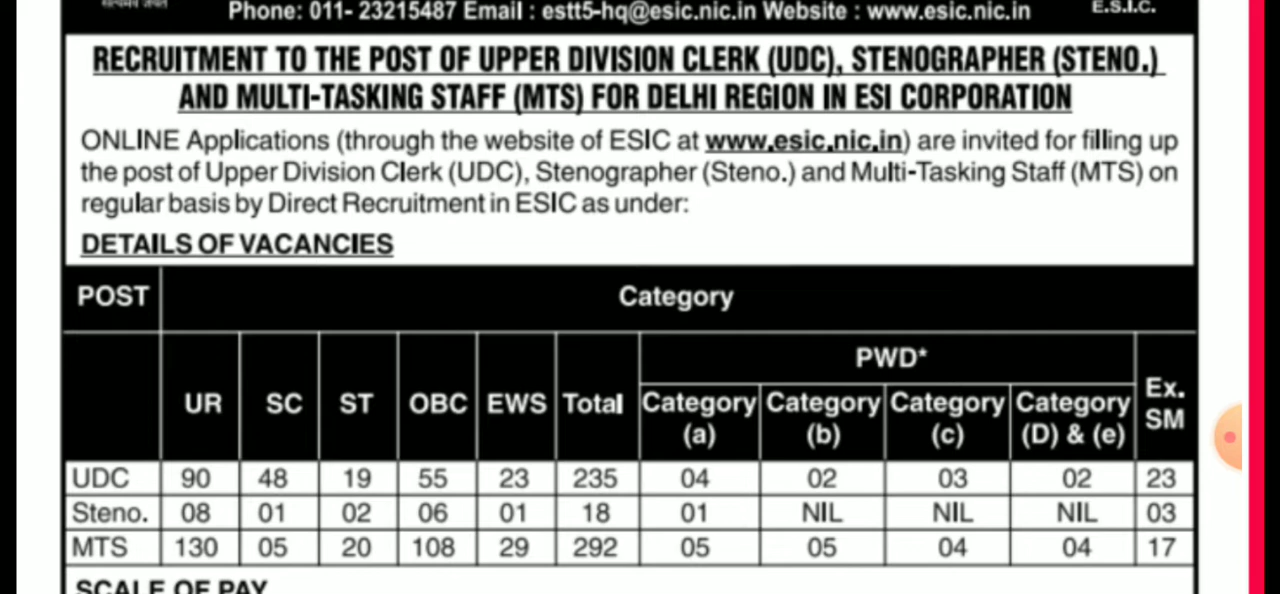 सत्यमेव जयते
Phone: 011- 23215487 Email : estt5-hq@esic.nic.in Website : www.esic.nic.in
E.S.I.C.
RECRUITMENT TO THE POST OF UPPER DIVISION CLERK (UDC), STENOGRAPHER (STENO.)
AND MULTI-TASKING STAFF (MTS) FOR DELHI REGION IN ESI CORPORATION
ONLINE Applications (through the website of ESIC at www.esic.nic.in) are invited for filling up
the post of Upper Division Clerk (UDC), Stenographer (Steno.) and Multi-Tasking Staff (MTS) on
regular basis by Direct Recruitment in ESIC as under:
DETAILS OF VACANCIES
POST Category
UR SC ST OBC EWS Total PWD* Ex. SM
Category (a) Category (b) Category (c) Category (D) & (e)
UDC 90 48 19 55 23 235 04 02 03 02 23
Steno. 08 01 02 06 01 18 01 NIL NIL NIL 03
MTS 130 05 20 108 29 292 05 05 04 04 17
SCALE OF PAY